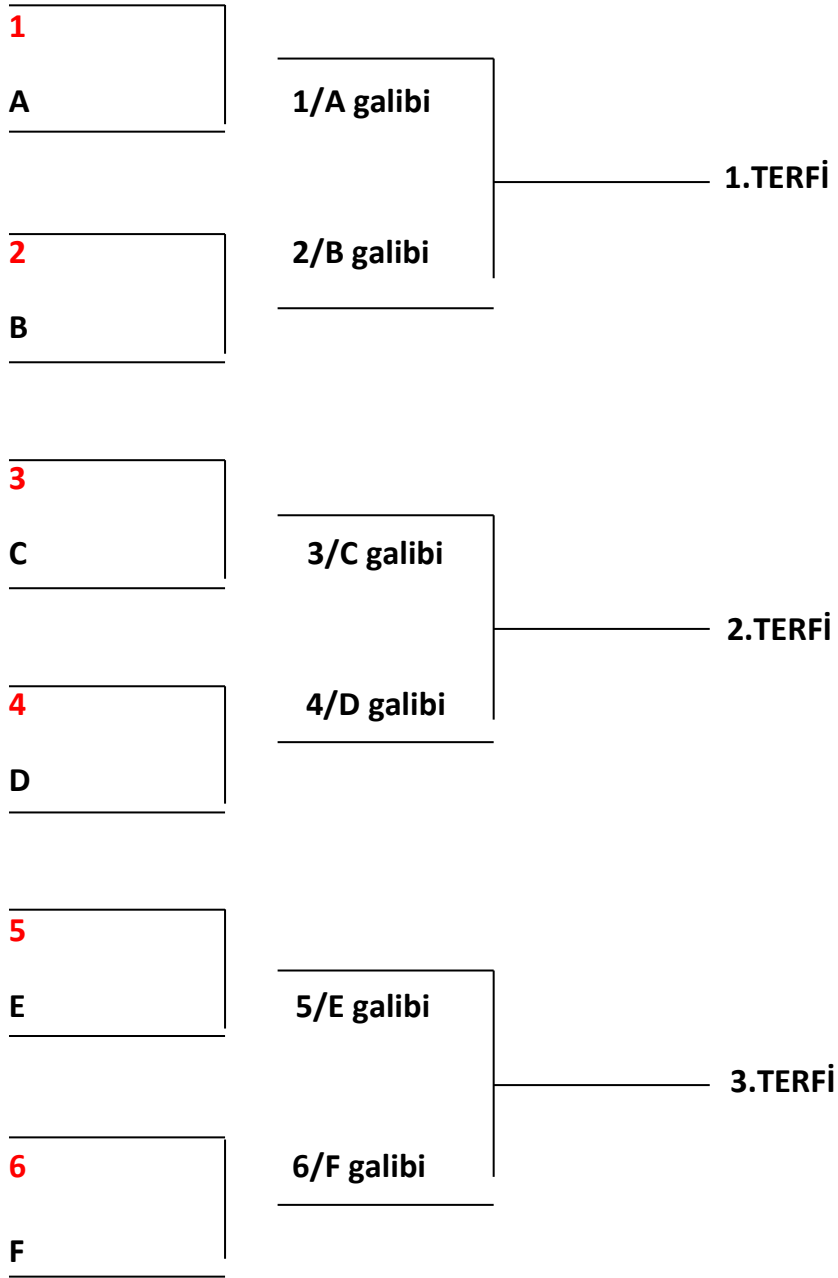 1
A
1/A galibi
1.TERFİ
2
2/B galibi
B
3
C
3/C galibi
2.TERFİ
4
4/D galibi
D
5
E
5/E galibi
3.TERFİ
6
6/F galibi
F